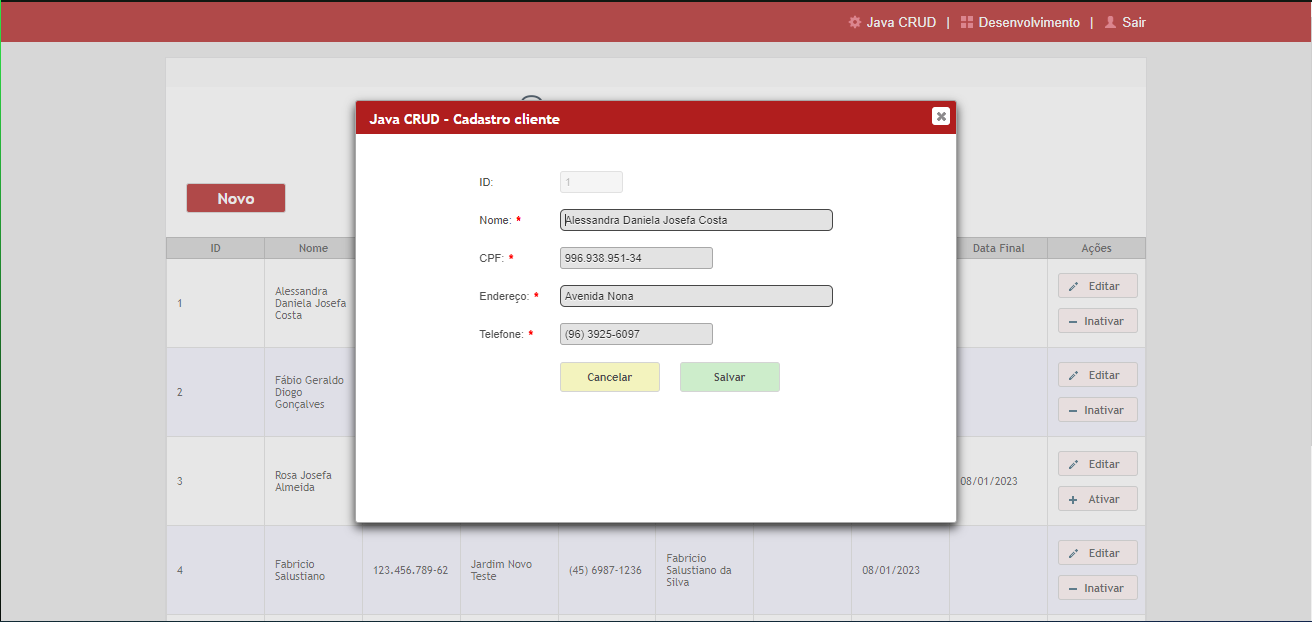 Java CRUD | Desenvolvimento | Sair
Java CRUD - Cadastro cliente
ID: 1
Nome: * Alessandra Daniela Josefa Costa
CPF: * 996.938.951-34
Endereço: * Avenida Nona
Telefone: * (96) 3925-6097
Cancelar Salvar
Novo
ID Nome Data Final Ações
1
Alessandra
Daniela Josefa
Costa
Editar
Inativar
2
Fábio Geraldo
Diogo
Gonçalves
Editar
Inativar
3
Rosa Josefa
Almeida
08/01/2023
Editar
Ativar
4
Fabricio
Salustiano
123.456.789-62
Jardim Novo
Teste
(45) 6987-1236
Fabricio
Salustiano da
Silva
08/01/2023
Editar
Inativar